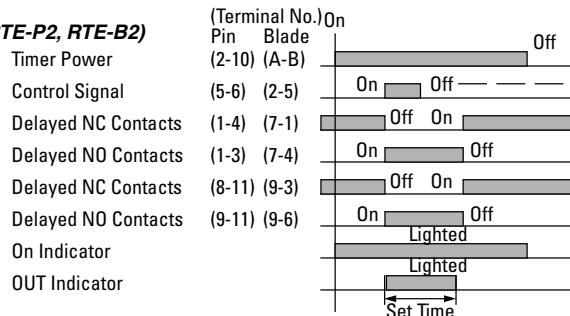 (Terminal No.) On
TE-P2, RTE-B2) Pin Blade
Timer Power (2-10) (A-B) Off
Control Signal (5-6) (2-5) On Off
Delayed NC Contacts (1-4) (7-1) Off On
Delayed NO Contacts (1-3) (7-4) On Off
Delayed NC Contacts (8-11) (9-3) Off On
Delayed NO Contacts (9-11) (9-6) On Off
Lighted
On Indicator
Lighted
OUT Indicator
Set Time